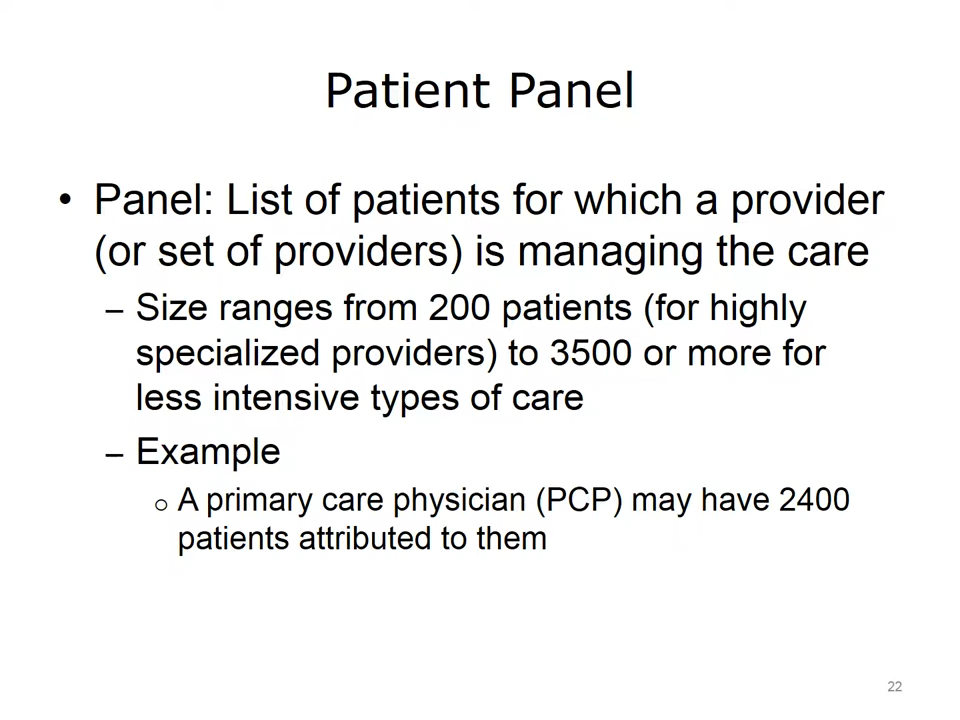 Patient Panel
• Panel: List of patients for which a provider
(or set of providers) is managing the care
– Size ranges from 200 patients (for highly
specialized providers) to 3500 or more for
less intensive types of care
– Example
o A primary care physician (PCP) may have 2400
patients attributed to them
22